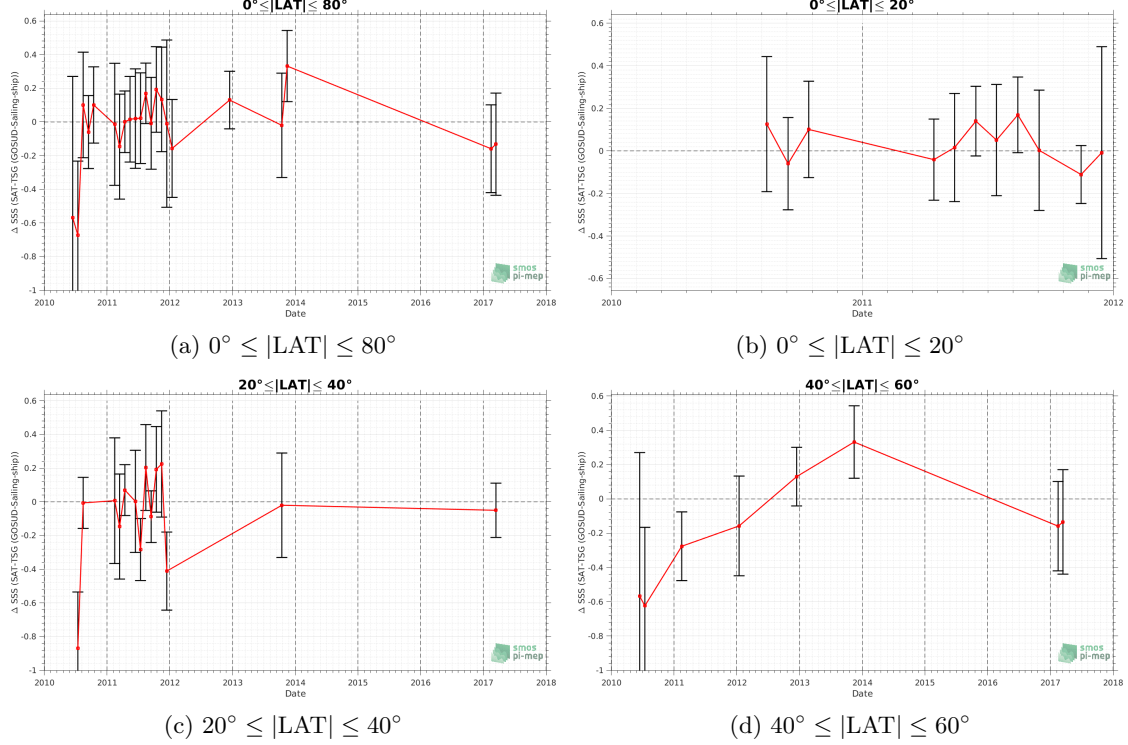 0°≤|LAT|≤ 80°
0.6
0.4
0.2
0
-0.2
-0.4
-0.6
-0.8
-1
Δ SSS (SAT-TSG (GOSUD-Sailing-ship))
2010 2011 2012 2013 2014 2015 2016 2017 2018
Date
smos
pi-mep
(a) 0° ≤ |LAT| ≤ 80°
0°≤|LAT|≤ 20°
0.6
0.4
0.2
0
-0.2
-0.4
-0.6
Δ SSS (SAT-TSG (GOSUD-Sailing-ship))
2010 2011 2012
Date
smos
pi-mep
(b) 0° ≤ |LAT| ≤ 20°
20°≤|LAT|≤ 40°
0.6
0.4
0.2
0
-0.2
-0.4
-0.6
-0.8
-1
Δ SSS (SAT-TSG (GOSUD-Sailing-ship))
2010 2011 2012 2013 2014 2015 2016 2017 2018
Date
smos
pi-mep
(c) 20° ≤ |LAT| ≤ 40°
40°≤|LAT|≤ 60°
0.6
0.4
0.2
0
-0.2
-0.4
-0.6
-0.8
-1
Δ SSS (SAT-TSG (GOSUD-Sailing-ship))
2010 2011 2012 2013 2014 2015 2016 2017 2018
Date
smos
pi-mep
(d) 40° ≤ |LAT| ≤ 60°